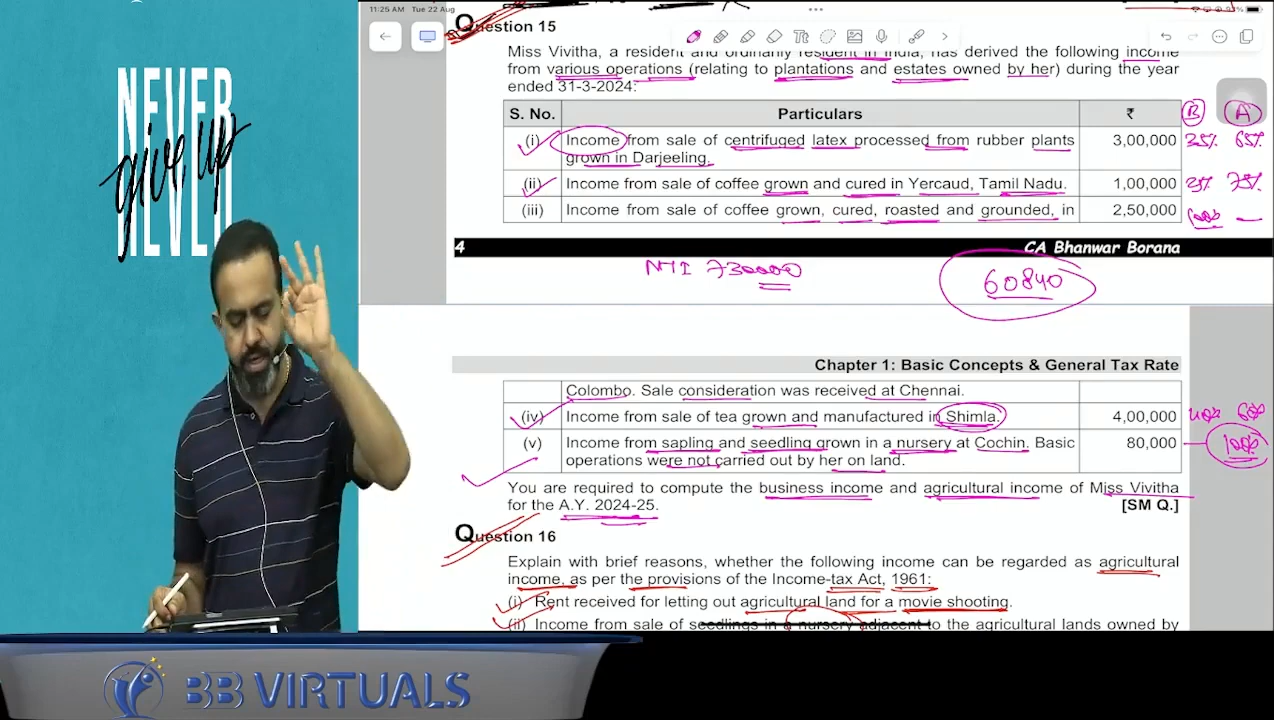 11:25 AM Tue 22 Aug
Question 15
Miss Vivitha, a resident and ordinarily resident in India, has derived the following income
from various operations (relating to plantations and estates owned by her) during the year
ended 31-3-2024:
S. No. Particulars ₹ B A
(i) Income from sale of centrifuged latex processed from rubber plants 3,00,000 35% 65%
grown in Darjeeling.
(ii) Income from sale of coffee grown and cured in Yercaud, Tamil Nadu. 1,00,000 25% 75%
(iii) Income from sale of coffee grown, cured, roasted and grounded, in 2,50,000 100% —
4 CA Bhanwar Borana
NTI 730000 60840
Chapter 1: Basic Concepts & General Tax Rate
Colombo. Sale consideration was received at Chennai.
(iv) Income from sale of tea grown and manufactured in Shimla. 4,00,000 40% 60%
(v) Income from sapling and seedling grown in a nursery at Cochin. Basic 80,000 — 100%
operations were not carried out by her on land.
You are required to compute the business income and agricultural income of Miss Vivitha
for the A.Y. 2024-25. [SM Q.]
Question 16
Explain with brief reasons, whether the following income can be regarded as agricultural
income, as per the provisions of the Income-tax Act, 1961:
(i) Rent received for letting out agricultural land for a movie shooting.
(ii) Income from sale of seedlings in a nursery adjacent to the agricultural lands owned by
NEVER
give up
NEVER
BB VIRTUALS